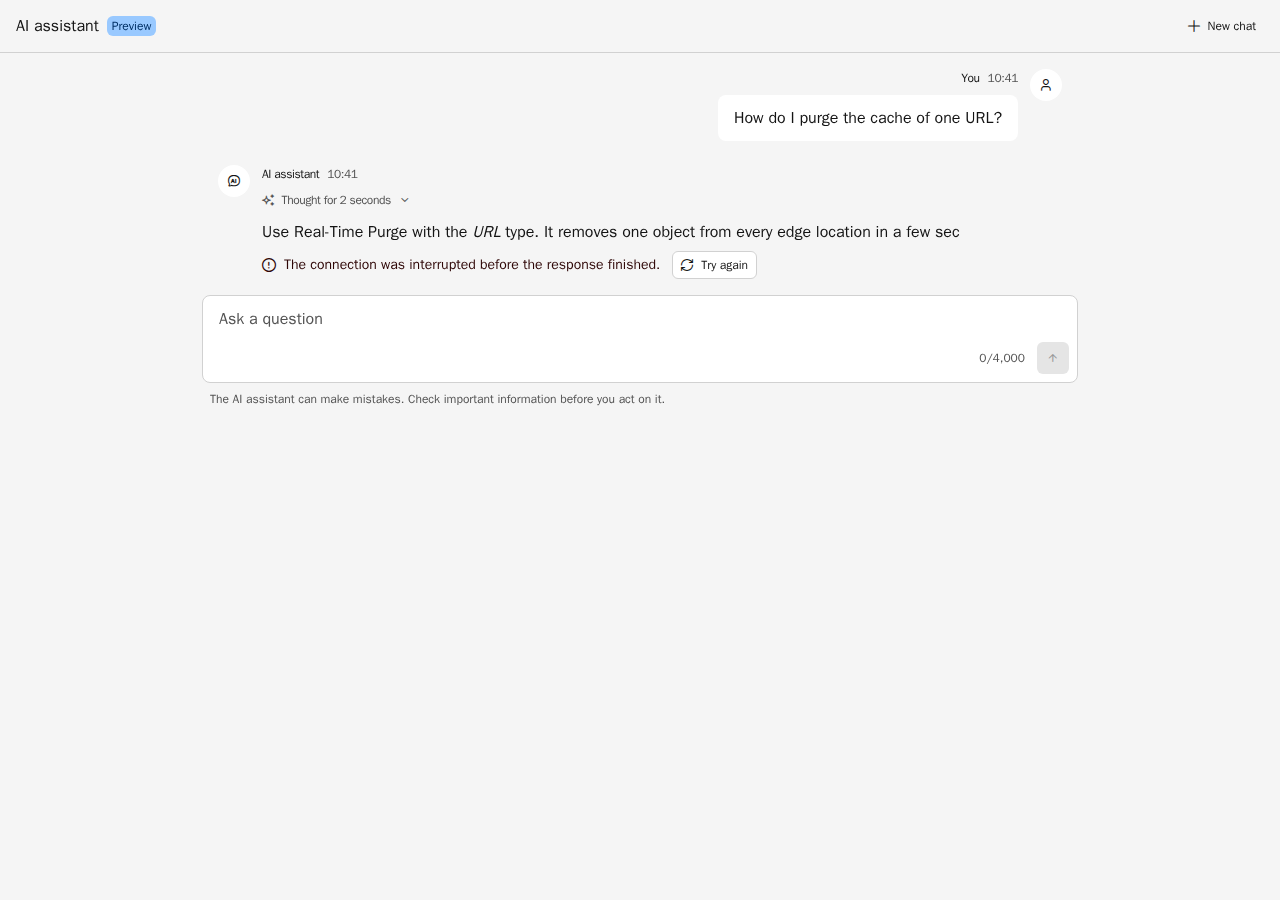 AI assistant Preview
New chat
You 10:41
How do I purge the cache of one URL?
AI
AI assistant 10:41
Thought for 2 seconds
Use Real-Time Purge with the URL type. It removes one object from every edge location in a few sec
The connection was interrupted before the response finished.
Try again
Ask a question
0/4,000
The AI assistant can make mistakes. Check important information before you act on it.